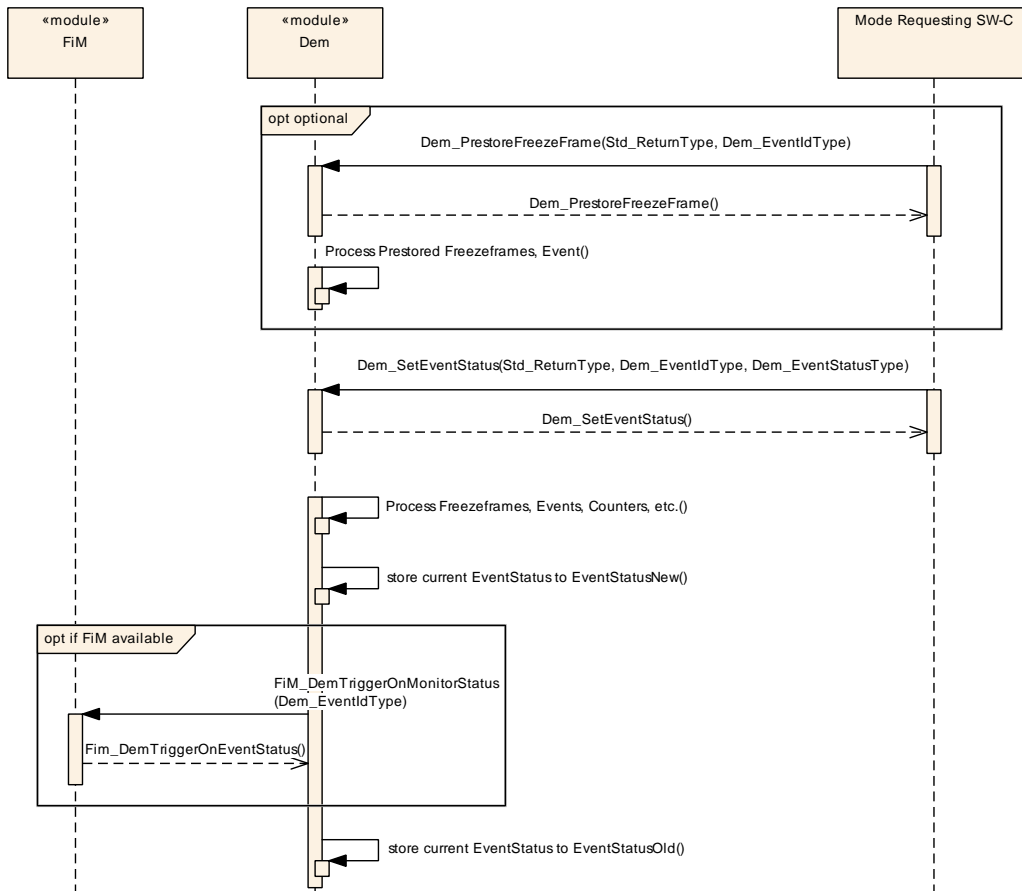 «module»
FiM
«module»
Dem
Mode Requesting SW-C
opt optional
Dem_PrestoreFreezeFrame(Std_ReturnType, Dem_EventIdType)
Dem_PrestoreFreezeFrame()
Process Prestored Freezeframes, Event()
Dem_SetEventStatus(Std_ReturnType, Dem_EventIdType, Dem_EventStatusType)
Dem_SetEventStatus()
Process Freezeframes, Events, Counters, etc.()
store current EventStatus to EventStatusNew()
opt if FiM available
FiM_DemTriggerOnMonitorStatus
(Dem_EventIdType)
Fim_DemTriggerOnEventStatus()
store current EventStatus to EventStatusOld()